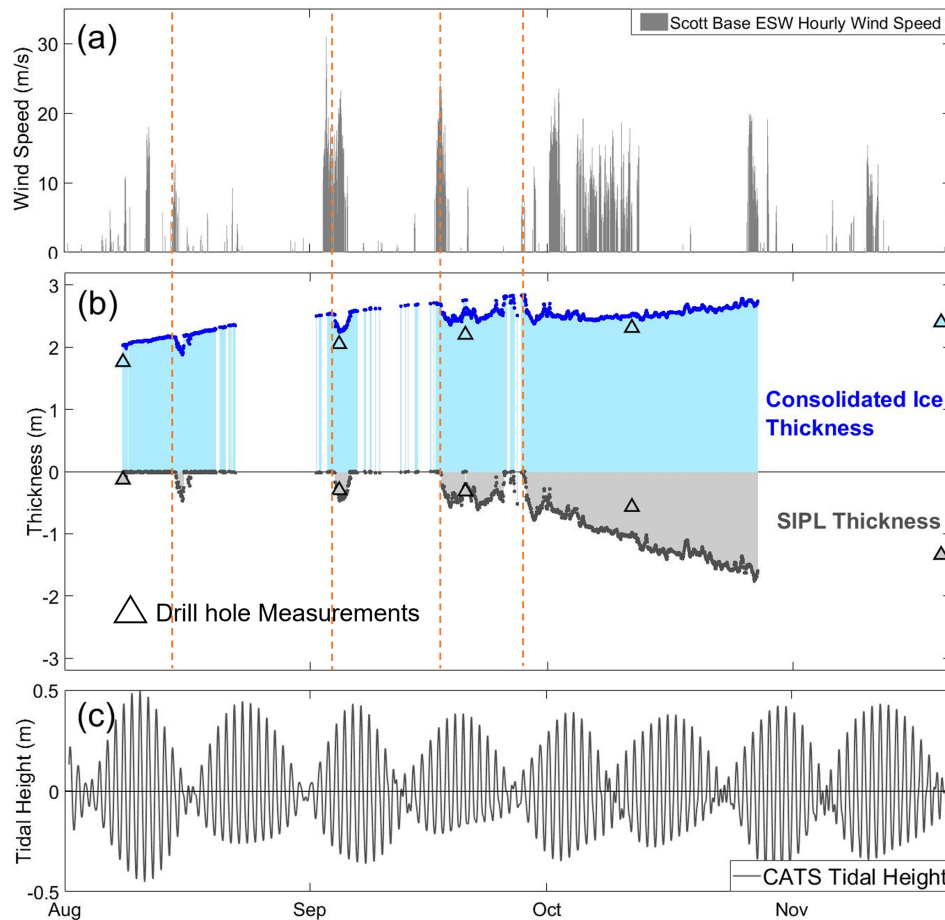 (a)
Scott Base ESW Hourly Wind Speed
Wind Speed (m/s)
30
20
10
0
(b)
Thickness (m)
3
2
1
0
-1
-2
-3
Consolidated Ice
Thickness
SIPL Thickness
Drill hole Measurements
(c)
Tidal Height (m)
0.5
0
-0.5
CATS Tidal Height
Aug
Sep
Oct
Nov